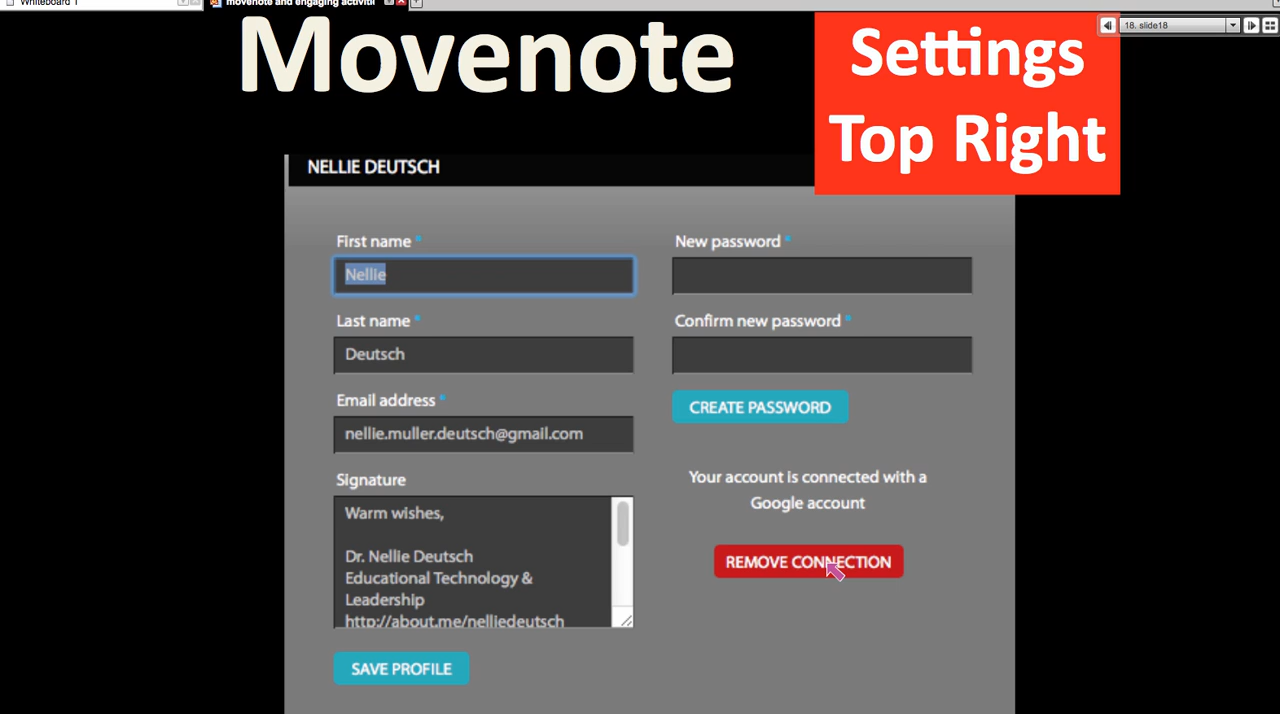 Whiteboard 1
movenote and engaging activiti
18. slide18
Movenote
Settings
Top Right
NELLIE DEUTSCH
First name *
Nellie
Last name *
Deutsch
Email address *
nellie.muller.deutsch@gmail.com
Signature
Warm wishes,
Dr. Nellie Deutsch
Educational Technology &
Leadership
http://about.me/nelliedeutsch
SAVE PROFILE
New password *
Confirm new password *
CREATE PASSWORD
Your account is connected with a
Google account
REMOVE CONNECTION